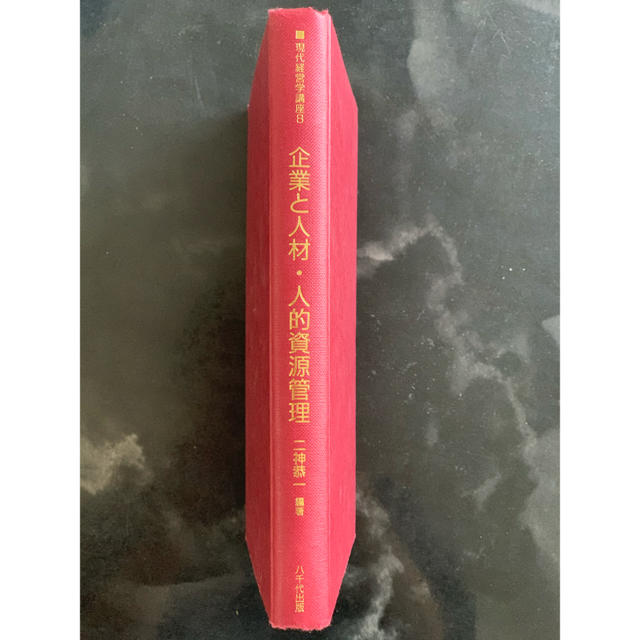 ■現代経営学講座8
企業と人材・人的資源管理
二神恭一 編著
八千代出版